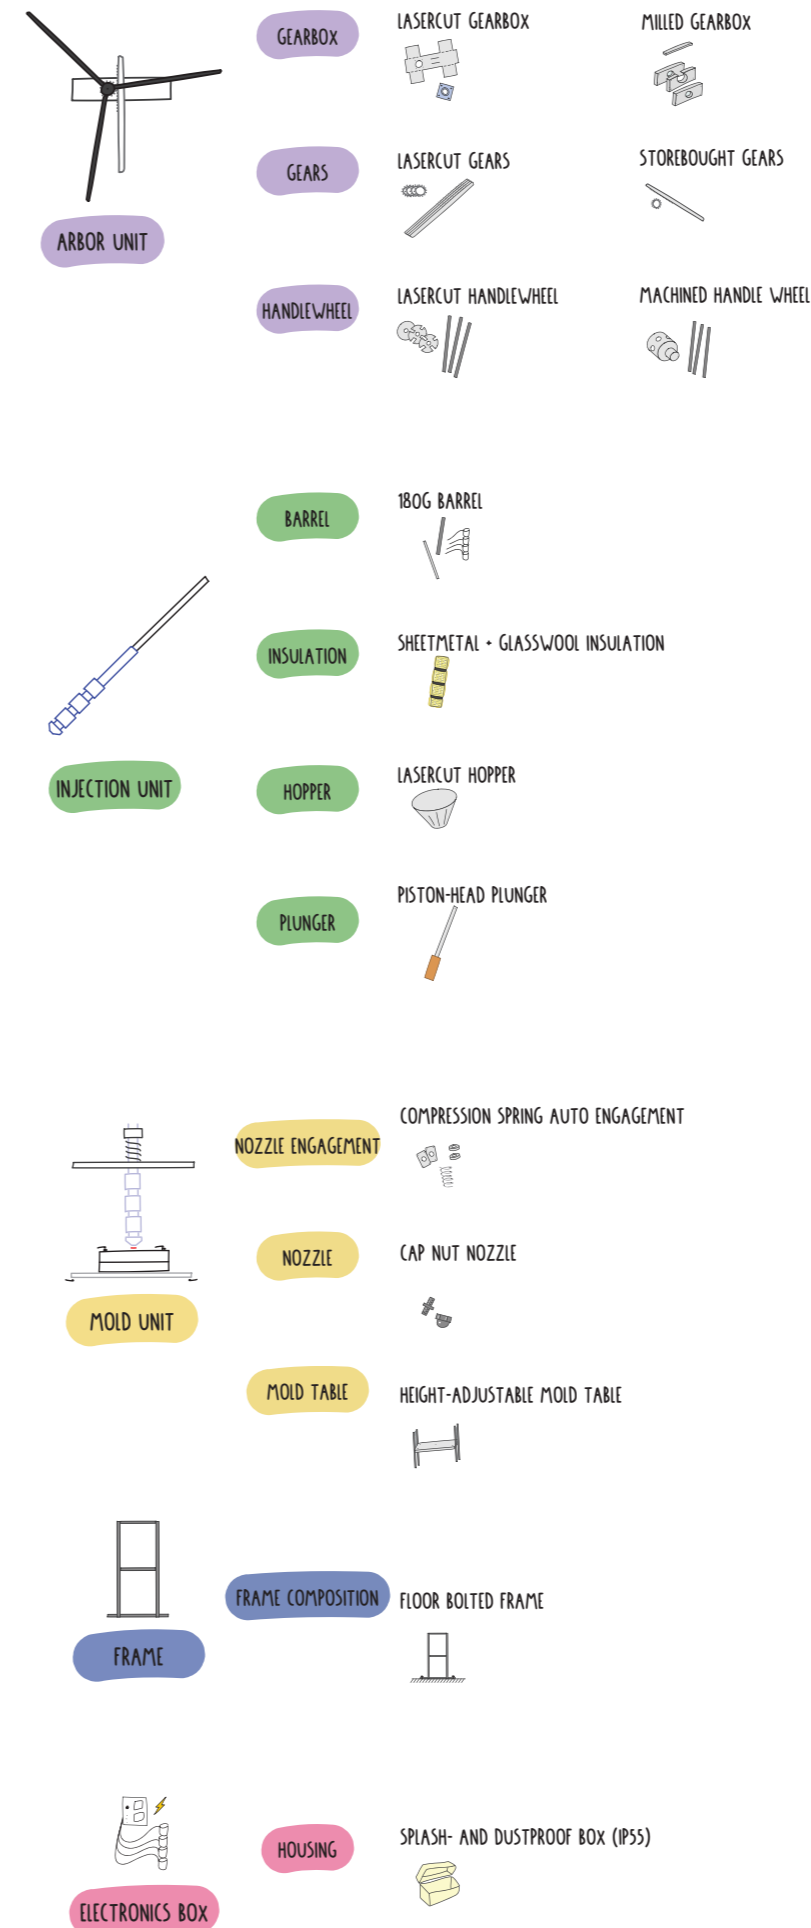 GEARBOX
LASERCUT GEARBOX
MILLED GEARBOX
GEARS
LASERCUT GEARS
STOREBOUGHT GEARS
ARBOR UNIT
HANDLEWHEEL
LASERCUT HANDLEWHEEL
MACHINED HANDLE WHEEL
BARREL
180G BARREL
INSULATION
SHEETMETAL + GLASSWOOL INSULATION
INJECTION UNIT
HOPPER
LASERCUT HOPPER
PLUNGER
PISTON-HEAD PLUNGER
NOZZLE ENGAGEMENT
COMPRESSION SPRING AUTO ENGAGEMENT
NOZZLE
CAP NUT NOZZLE
MOLD UNIT
MOLD TABLE
HEIGHT-ADJUSTABLE MOLD TABLE
FRAME COMPOSITION
FLOOR BOLTED FRAME
FRAME
HOUSING
SPLASH- AND DUSTPROOF BOX (IP55)
ELECTRONICS BOX